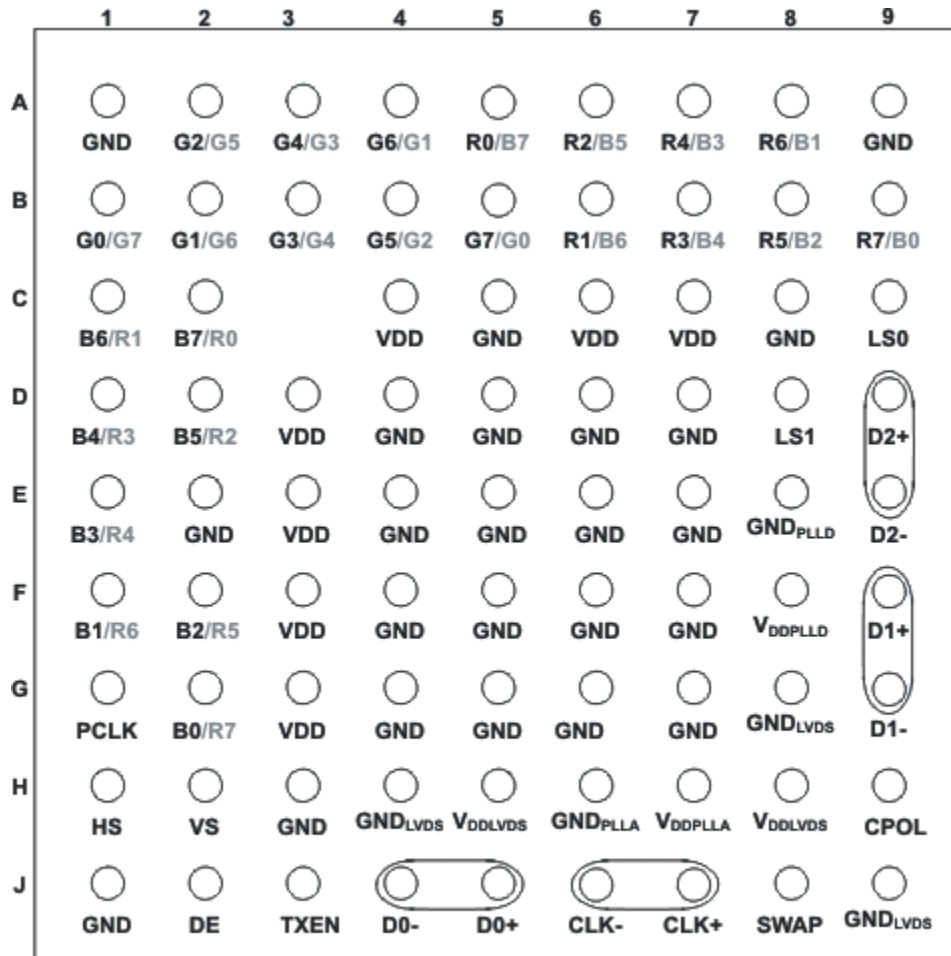 1 2 3 4 5 6 7 8 9
A
GND G2/G5 G4/G3 G6/G1 R0/B7 R2/B5 R4/B3 R6/B1 GND
B
G0/G7 G1/G6 G3/G4 G5/G2 G7/G0 R1/B6 R3/B4 R5/B2 R7/B0
C
B6/R1 B7/R0 VDD GND VDD VDD GND LS0
D
B4/R3 B5/R2 VDD GND GND GND GND LS1 D2+
E
B3/R4 GND VDD GND GND GND GND GNDPLLD D2-
F
B1/R6 B2/R5 VDD GND GND GND GND VDDPLLD D1+
G
PCLK B0/R7 VDD GND GND GND GND GNDLVDS D1-
H
HS VS GND GNDLVDS VDDLVDS GNDPLLA VDDPLLA VDDLVDS CPOL
J
GND DE TXEN D0- D0+ CLK- CLK+ SWAP GNDLVDS